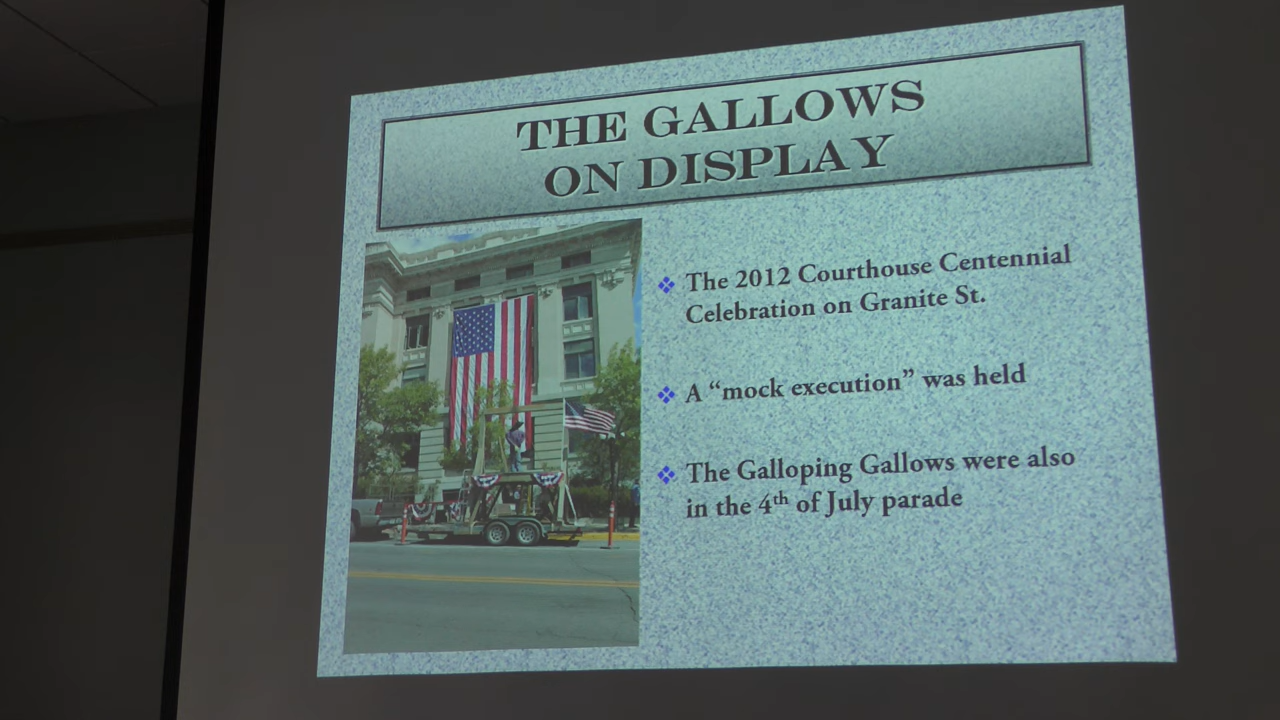 THE GALLOWS
ON DISPLAY
The 2012 Courthouse Centennial
Celebration on Granite St.
A “mock execution” was held
The Galloping Gallows were also
in the 4th of July parade